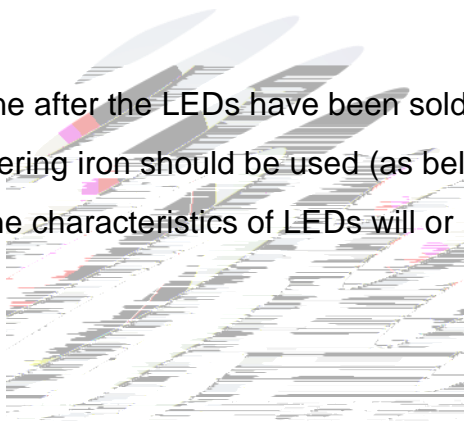 ne after the LEDs have been sold
ering iron should be used (as bel
ne characteristics of LEDs will or